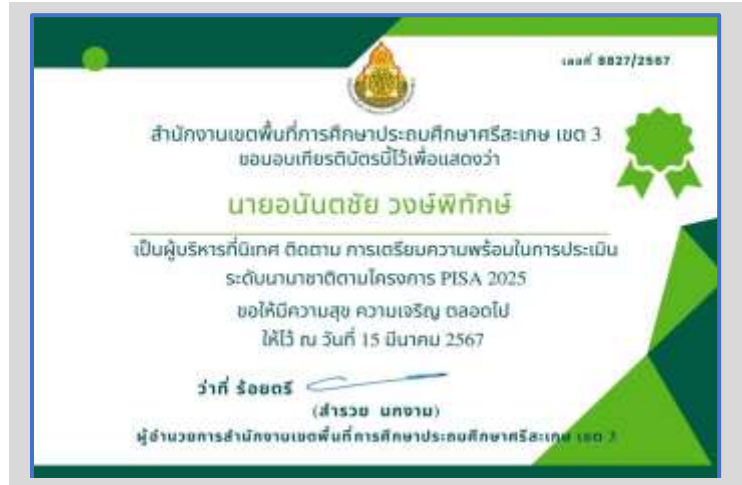 เลขที่ 8827/2567
สำนักงานเขตพื้นที่การศึกษาประถมศึกษาศรีสะเกษ เขต 3
ขอมอบเกียรติบัตรนี้ไว้เพื่อแสดงว่า
นายอนันตชัย วงษ์พิทักษ์
เป็นผู้บริหารที่นิเทศ ติดตาม การเตรียมความพร้อมในการประเมิน
ระดับนานาชาติตามโครงการ PISA 2025
ขอให้มีความสุข ความเจริญ ตลอดไป
ให้ไว้ ณ วันที่ 15 มีนาคม 2567
ว่าที่ ร้อยตรี
(สำรวย นกงาม)
ผู้อำนวยการสำนักงานเขตพื้นที่การศึกษาประถมศึกษาศรีสะเกษ เขต 3